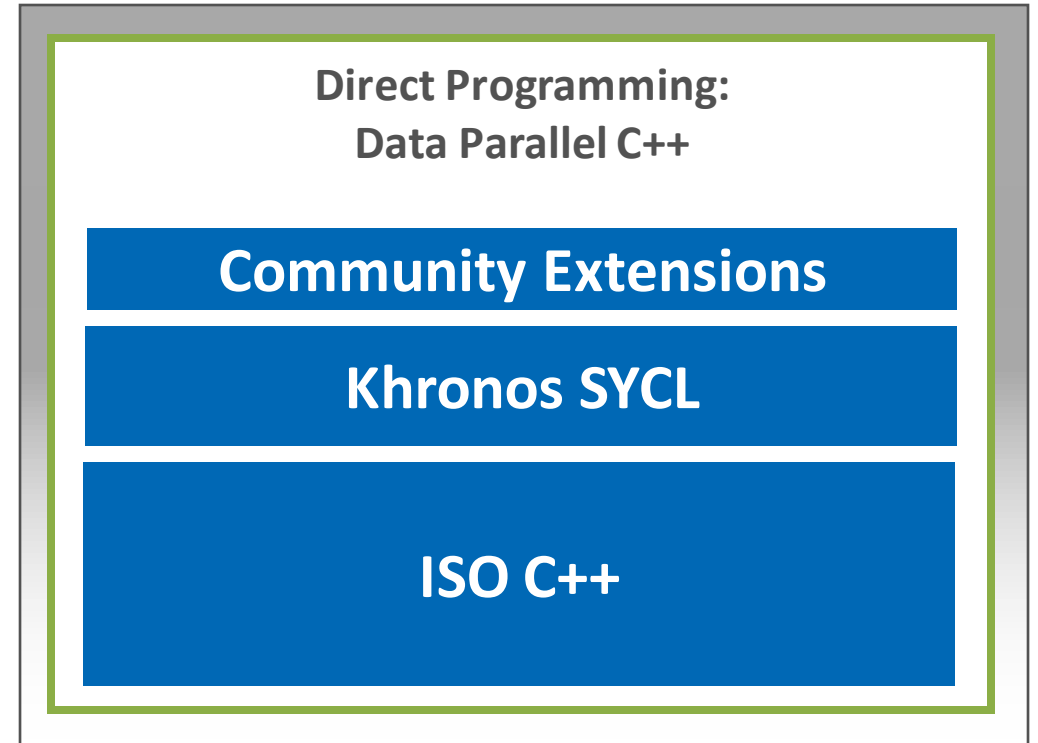 Direct Programming:
Data Parallel C++
Community Extensions
Khronos SYCL
ISO C++